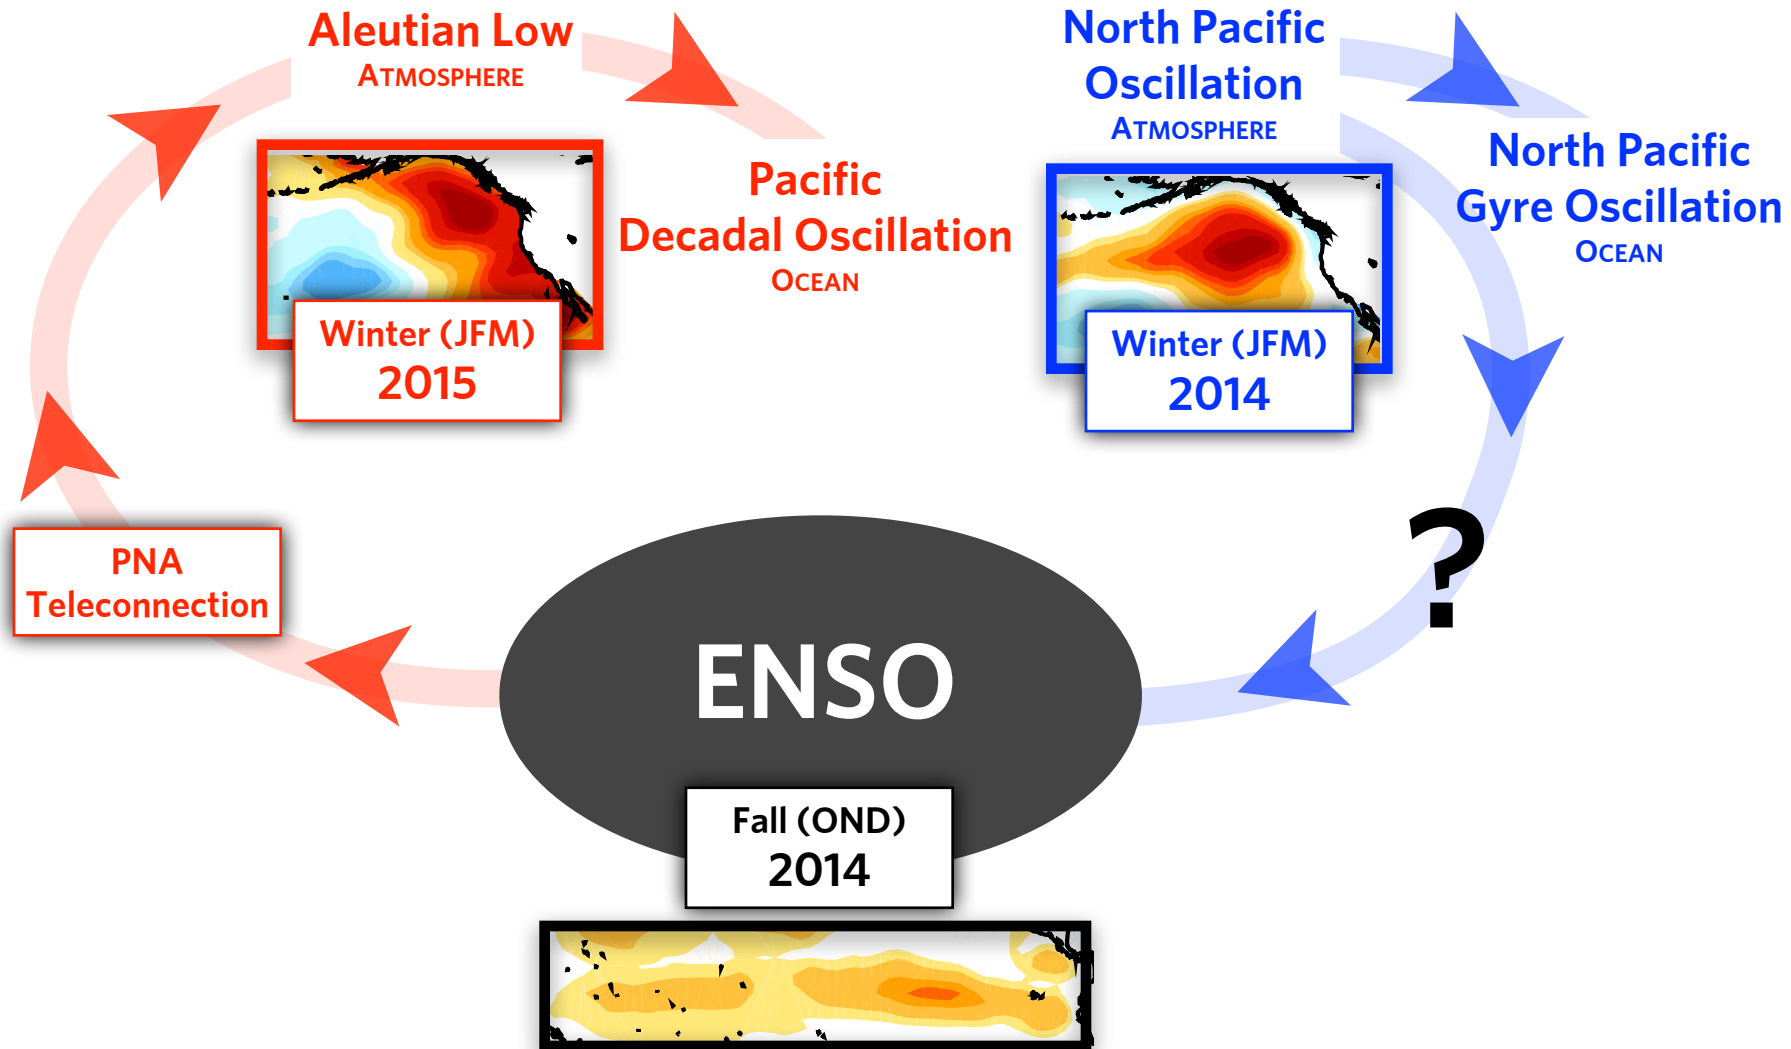 Aleutian Low
ATMOSPHERE
Pacific
Decadal Oscillation
OCEAN
Winter (JFM)
2015
PNA
Teleconnection
North Pacific
Oscillation
ATMOSPHERE
North Pacific
Gyre Oscillation
OCEAN
Winter (JFM)
2014
?
ENSO
Fall (OND)
2014